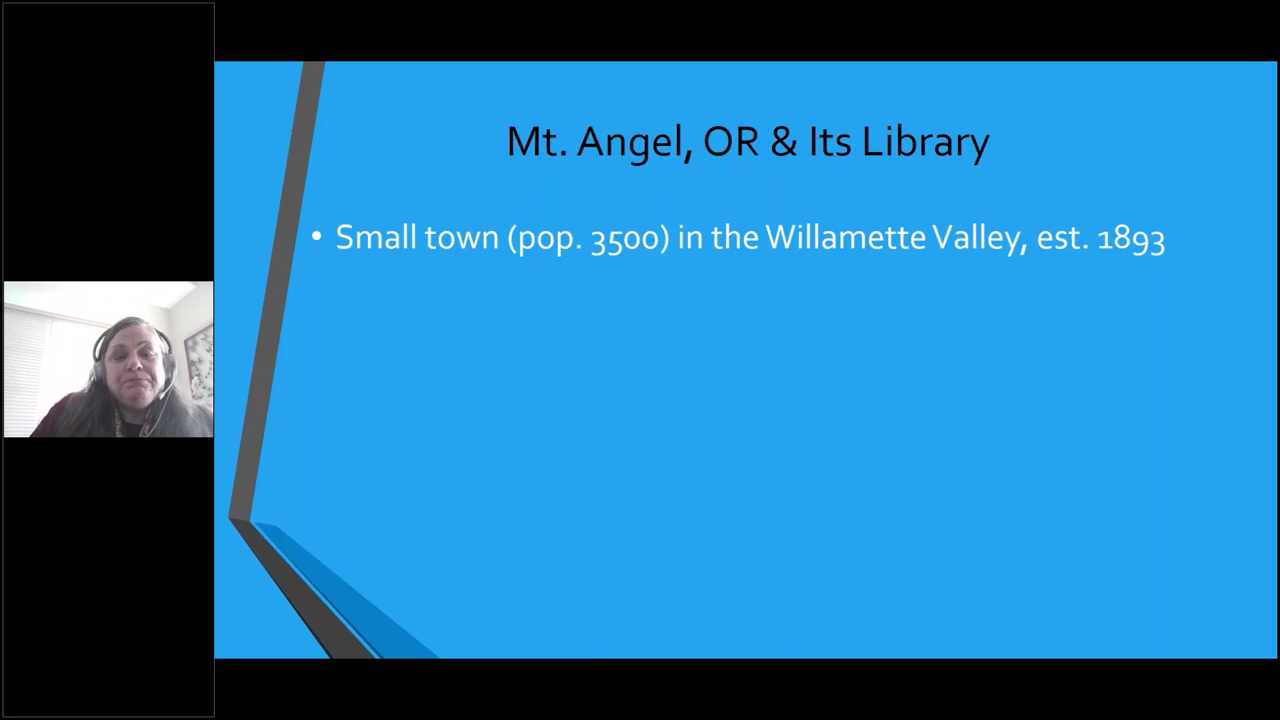 Mt. Angel, OR & Its Library
• Small town (pop. 3500) in the Willamette Valley, est. 1893